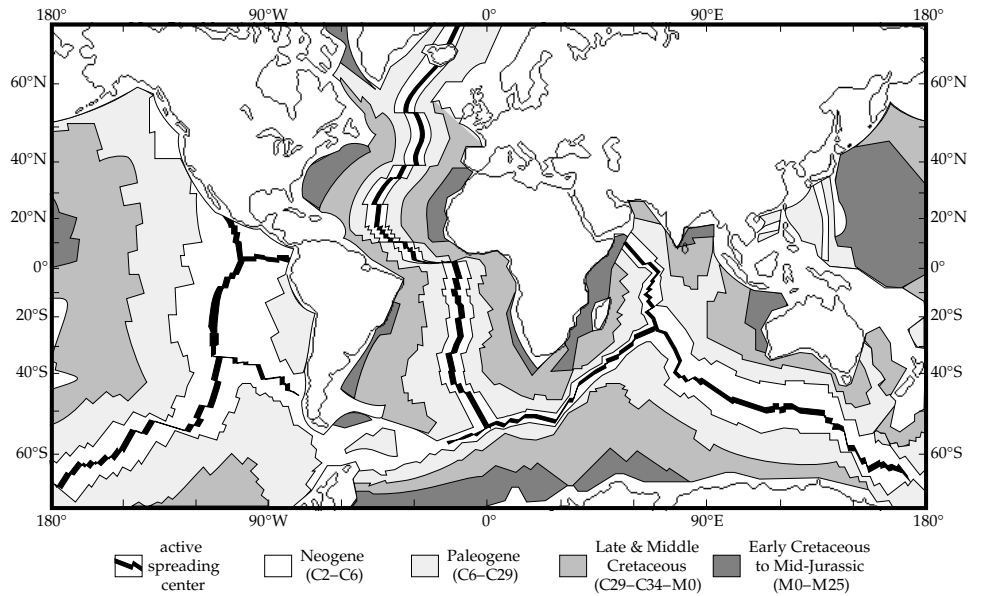 180° 90°W 0° 90°E 180°
60°N 60°N
40°N 40°N
20°N 20°N
0° 0°
20°S 20°S
40°S 40°S
60°S 60°S
180° 90°W 0° 90°E 180°
active
spreading
center
Neogene
(C2–C6)
Paleogene
(C6–C29)
Late & Middle
Cretaceous
(C29–C34–M0)
Early Cretaceous
to Mid-Jurassic
(M0–M25)